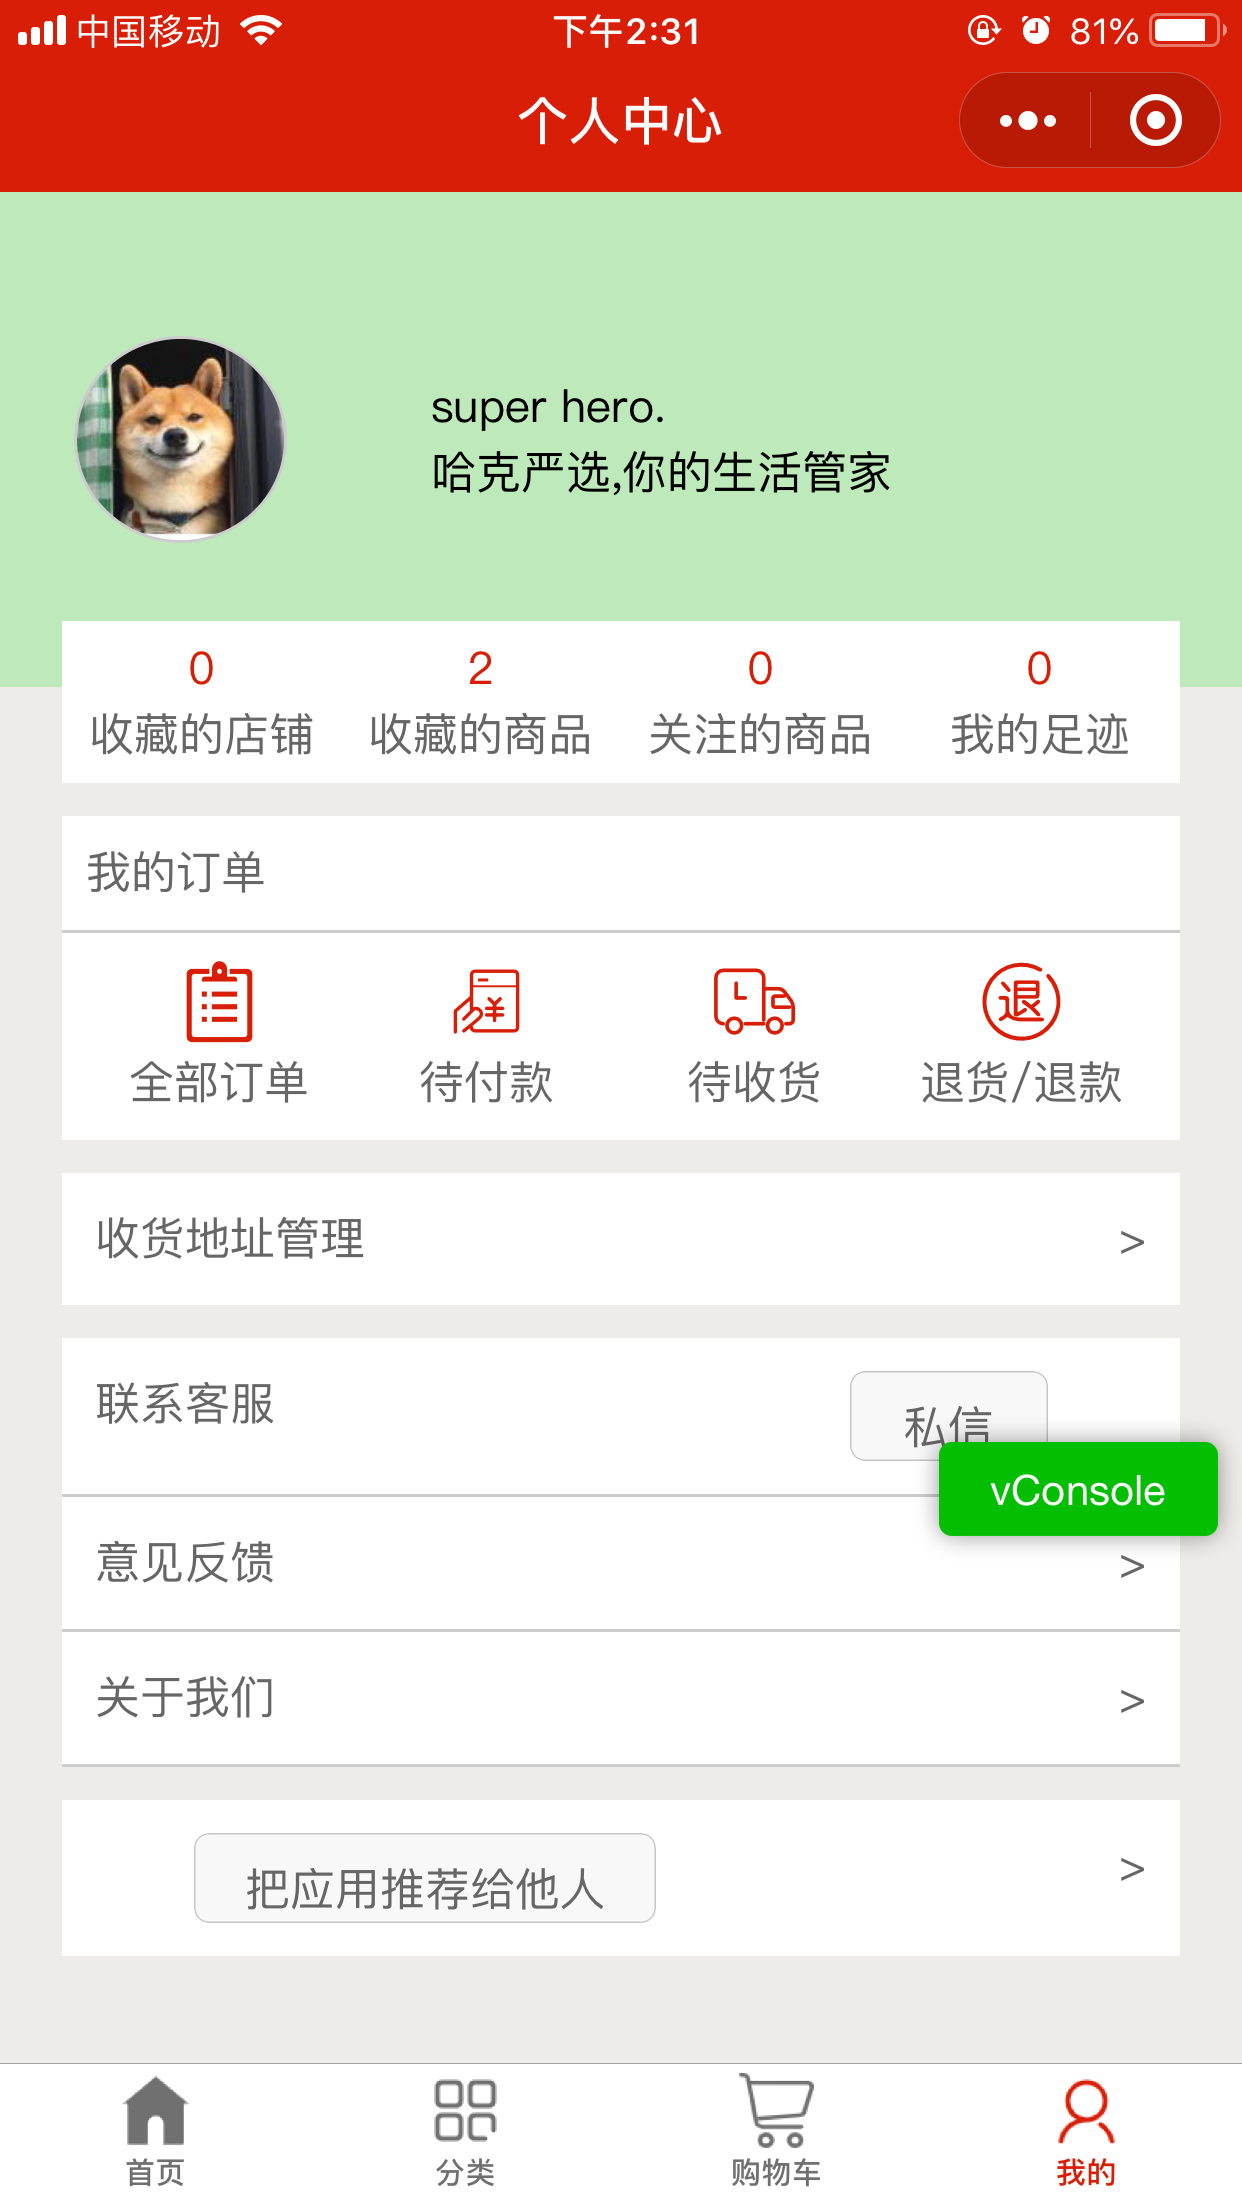 中国移动
下午2:31
81%
个人中心
super hero.
哈克严选,你的生活管家
0 2 0 0
收藏的店铺 收藏的商品 关注的商品 我的足迹
我的订单
¥ 退
全部订单 待付款 待收货 退货/退款
收货地址管理 >
联系客服 私信
vConsole
意见反馈 >
关于我们 >
把应用推荐给他人 >
首页 分类 购物车 我的